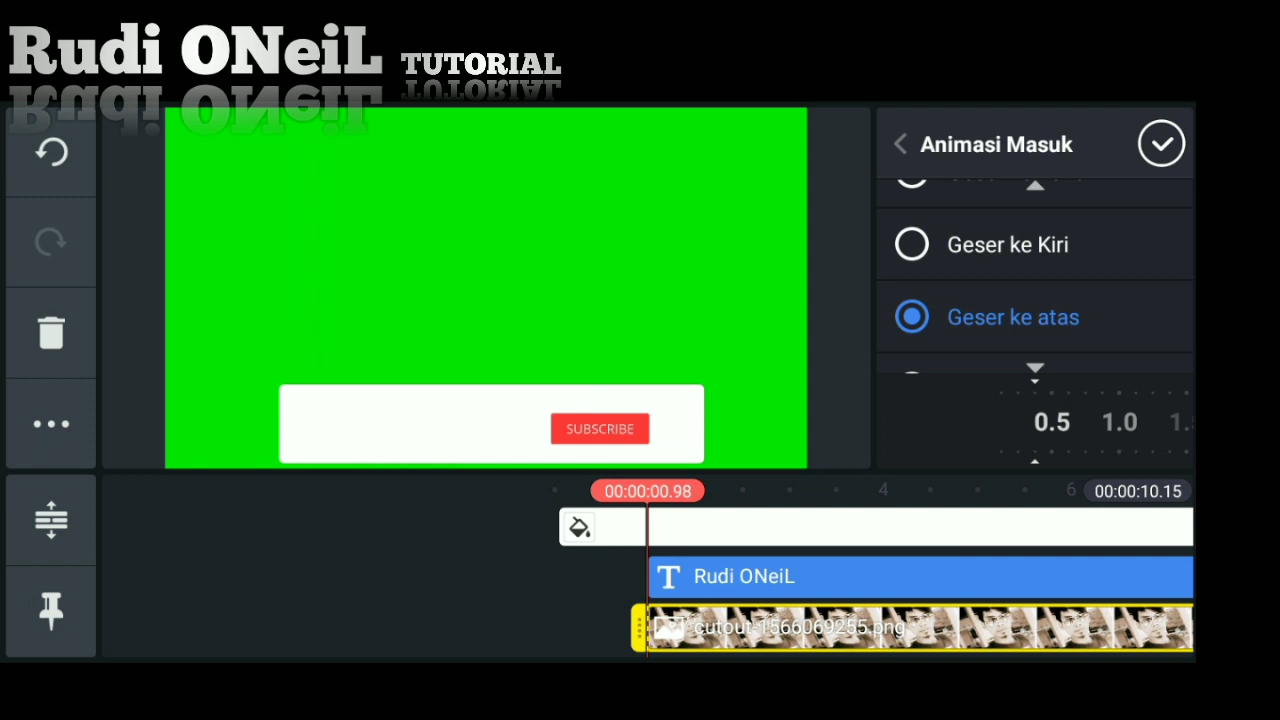 Rudi ONeiL TUTORIAL
Animasi Masuk
Geser ke Kiri
Geser ke atas
0.5 1.0
SUBSCRIBE
00:00:00.98 4 6 00:00:10.15
T Rudi ONeiL
cutout-1566069255.png